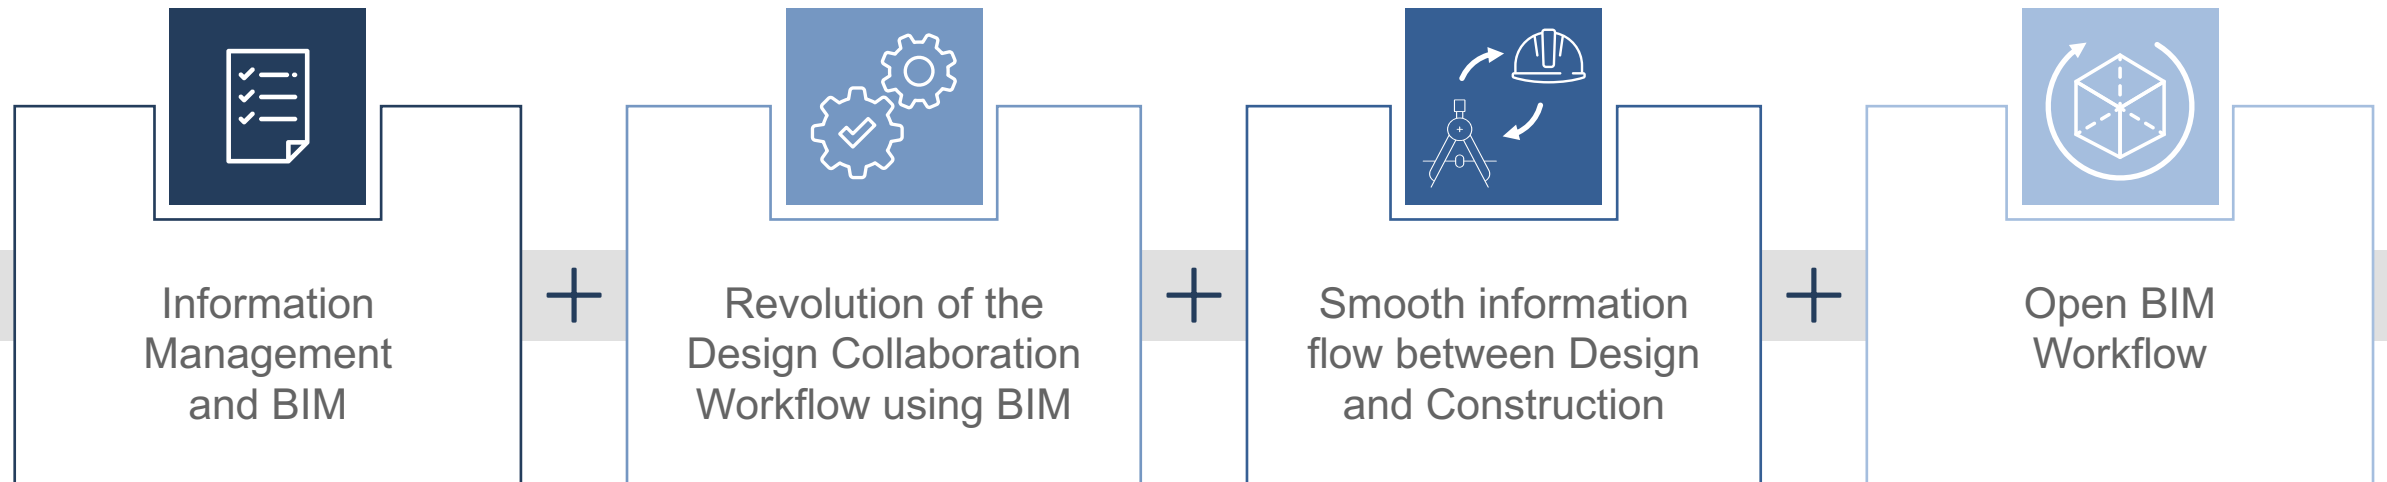 Information
Management
and BIM
+
Revolution of the
Design Collaboration
Workflow using BIM
+
Smooth information
flow between Design
and Construction
+
Open BIM
Workflow